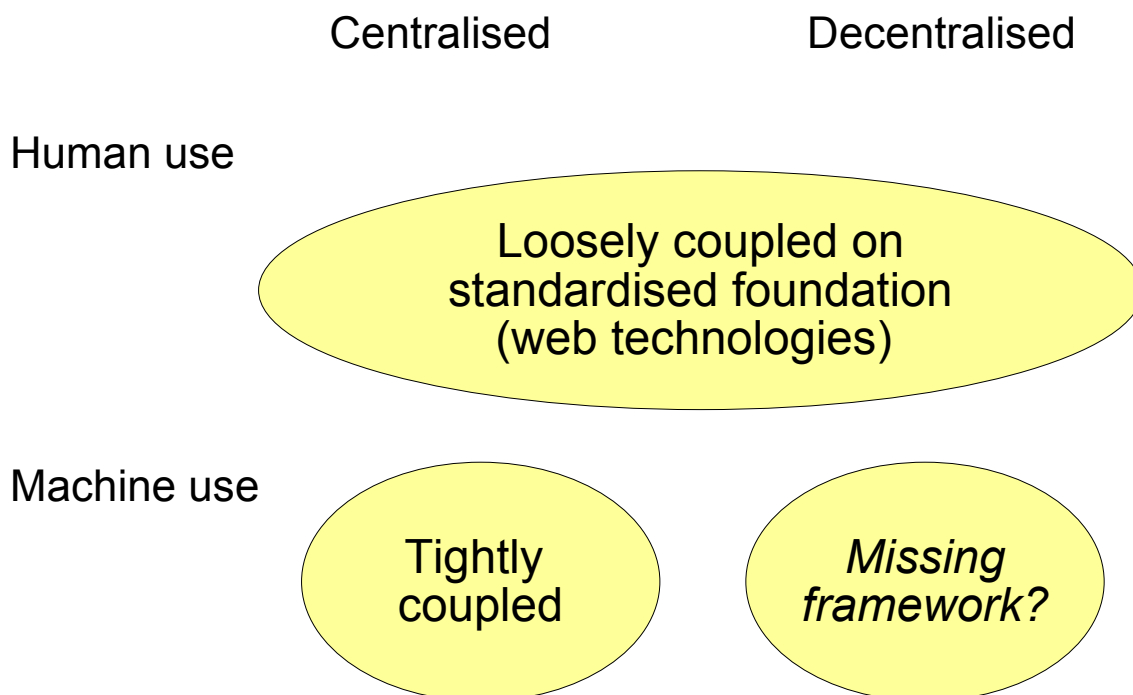 Centralised Decentralised
Human use
Loosely coupled on
standardised foundation
(web technologies)
Machine use
Tightly
coupled
Missing
framework?